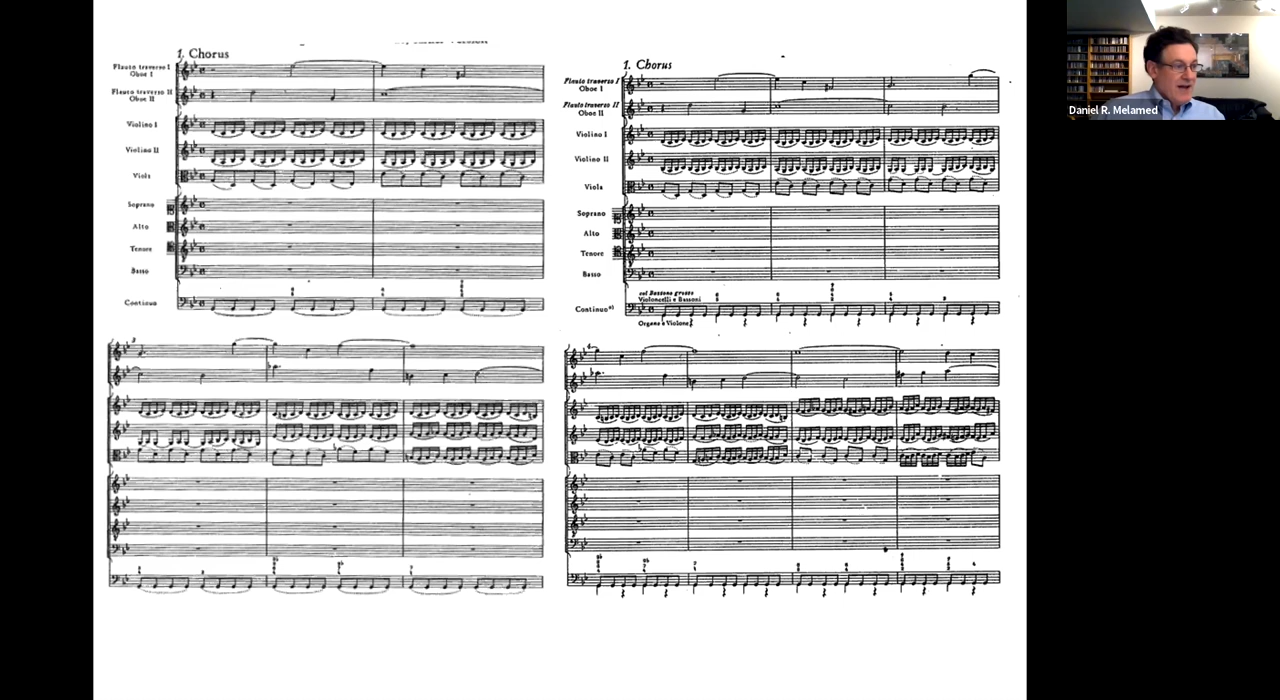 1. Chorus
Flauto traverso I
Oboe I
Flauto traverso II
Oboe II
Violino I
Violino II
Viola
Soprano
Alto
Tenore
Basso
Continuo
1. Chorus
Flauto traverso I
Oboe I
Flauto traverso II
Oboe II
Violino I
Violino II
Viola
Soprano
Alto
Tenore
Basso
col Bassono grosso
Violoncelli e Bassoni
Continuo
Organo e Violone
Daniel R. Melamed